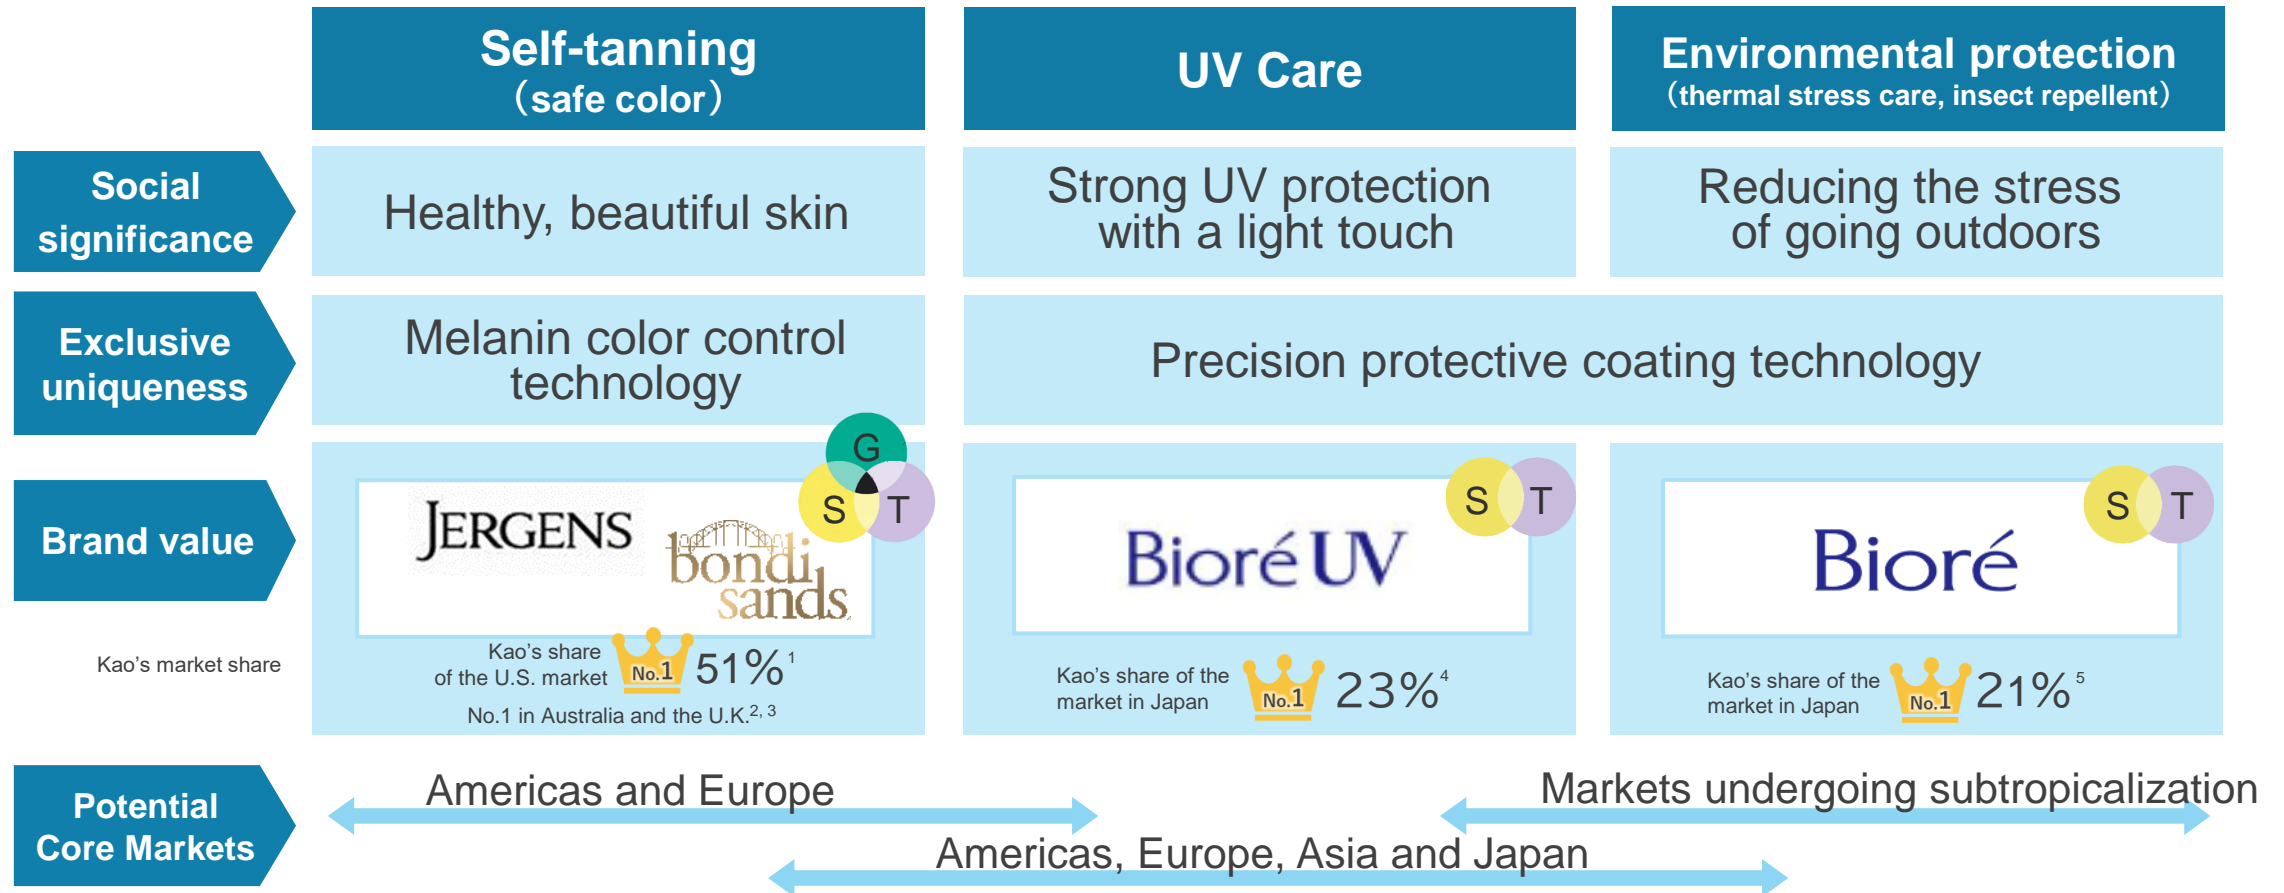 Self-tanning
（safe color）
UV Care
Environmental protection
（thermal stress care, insect repellent）
Social
significance
Healthy, beautiful skin
Strong UV protection
with a light touch
Reducing the stress
of going outdoors
Exclusive
uniqueness
Melanin color control
technology
Precision protective coating technology
Brand value
G
S
T
JERGENS
bondi
sands
S
T
Bioré UV
S
T
Bioré
Kao's market share
Kao's share
of the U.S. market
No.1
51%1
No.1 in Australia and the U.K.2, 3
Kao's share of the
market in Japan
No.1
23%4
Kao's share of the
market in Japan
No.1
21%5
Potential
Core Markets
Americas and Europe
Markets undergoing subtropicalization
Americas, Europe, Asia and Japan